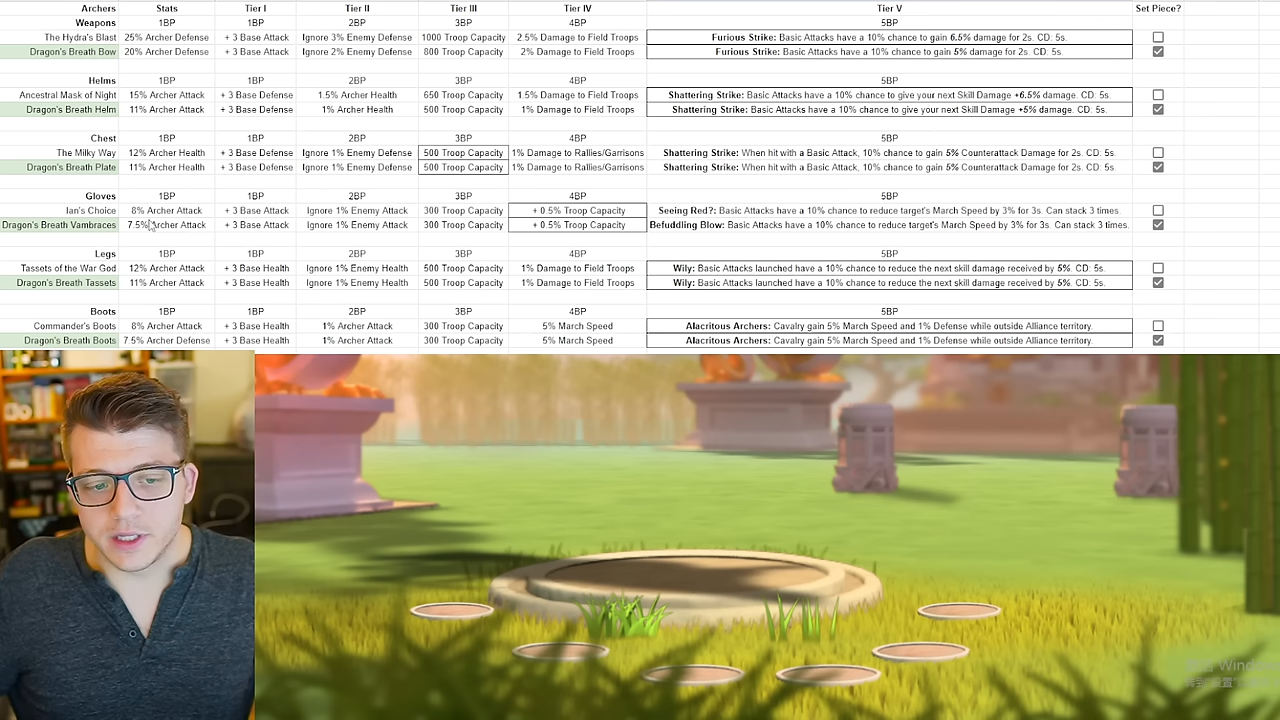 Archers Stats Tier I Tier II Tier III Tier IV Tier V Set Piece?
Weapons 1BP 1BP 2BP 3BP 4BP 5BP
The Hydra's Blast 25% Archer Defense + 3 Base Attack Ignore 3% Enemy Defense 1000 Troop Capacity 2.5% Damage to Field Troops Furious Strike: Basic Attacks have a 10% chance to gain 6.5% damage for 2s. CD: 5s.
Dragon's Breath Bow 20% Archer Defense + 3 Base Attack Ignore 2% Enemy Defense 800 Troop Capacity 2% Damage to Field Troops Furious Strike: Basic Attacks have a 10% chance to gain 5% damage for 2s. CD: 5s.
Helms 1BP 1BP 2BP 3BP 4BP 5BP
Ancestral Mask of Night 15% Archer Attack + 3 Base Defense 1.5% Archer Health 650 Troop Capacity 1.5% Damage to Field Troops Shattering Strike: Basic Attacks have a 10% chance to give your next Skill Damage +6.5% damage. CD: 5s.
Dragon's Breath Helm 11% Archer Attack + 3 Base Defense 1% Archer Health 500 Troop Capacity 1% Damage to Field Troops Shattering Strike: Basic Attacks have a 10% chance to give your next Skill Damage +5% damage. CD: 5s.
Chest 1BP 1BP 2BP 3BP 4BP 5BP
The Milky Way 12% Archer Health + 3 Base Defense Ignore 1% Enemy Defense 500 Troop Capacity 1% Damage to Rallies/Garrisons Shattering Strike: When hit with a Basic Attack, 10% chance to gain 5% Counterattack Damage for 2s. CD: 5s.
Dragon's Breath Plate 11% Archer Health + 3 Base Defense Ignore 1% Enemy Defense 500 Troop Capacity 1% Damage to Rallies/Garrisons Shattering Strike: When hit with a Basic Attack, 10% chance to gain 5% Counterattack Damage for 2s. CD: 5s.
Gloves 1BP 1BP 2BP 3BP 4BP 5BP
Ian's Choice 8% Archer Attack + 3 Base Attack Ignore 1% Enemy Attack 300 Troop Capacity + 0.5% Troop Capacity Seeing Red?: Basic Attacks have a 10% chance to reduce target's March Speed by 3% for 3s. Can stack 3 times.
Dragon's Breath Vambraces 7.5% Archer Attack + 3 Base Attack Ignore 1% Enemy Attack 300 Troop Capacity + 0.5% Troop Capacity Befuddling Blow: Basic Attacks have a 10% chance to reduce target's March Speed by 3% for 3s. Can stack 3 times.
Legs 1BP 1BP 2BP 3BP 4BP 5BP
Tassets of the War God 12% Archer Attack + 3 Base Health Ignore 1% Enemy Health 500 Troop Capacity 1% Damage to Field Troops Wily: Basic Attacks launched have a 10% chance to reduce the next skill damage received by 5%. CD: 5s.
Dragon's Breath Tassets 11% Archer Attack + 3 Base Health Ignore 1% Enemy Health 500 Troop Capacity 1% Damage to Field Troops Wily: Basic Attacks launched have a 10% chance to reduce the next skill damage received by 5%. CD: 5s.
Boots 1BP 1BP 2BP 3BP 4BP 5BP
Commander's Boots 8% Archer Attack + 3 Base Health 1% Archer Attack 300 Troop Capacity 5% March Speed Alacritous Archers: Cavalry gain 5% March Speed and 1% Defense while outside Alliance territory.
Dragon's Breath Boots 7.5% Archer Defense + 3 Base Health 1% Archer Attack 300 Troop Capacity 5% March Speed Alacritous Archers: Cavalry gain 5% March Speed and 1% Defense while outside Alliance territory.